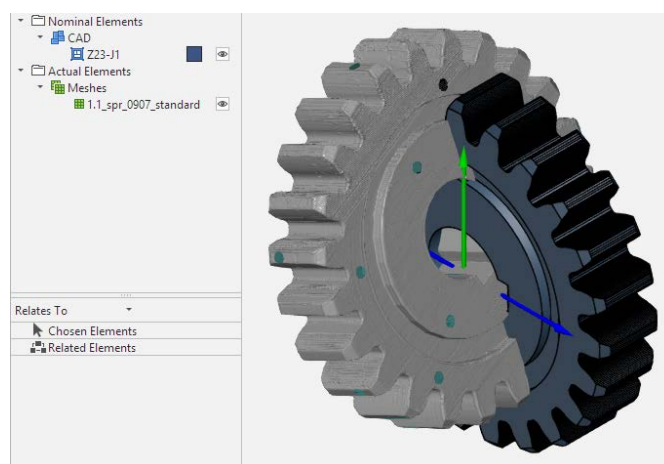 Nominal Elements
CAD
Z23-J1
Actual Elements
Meshes
1.1_spr_0907_standard
Relates To
Chosen Elements
Related Elements